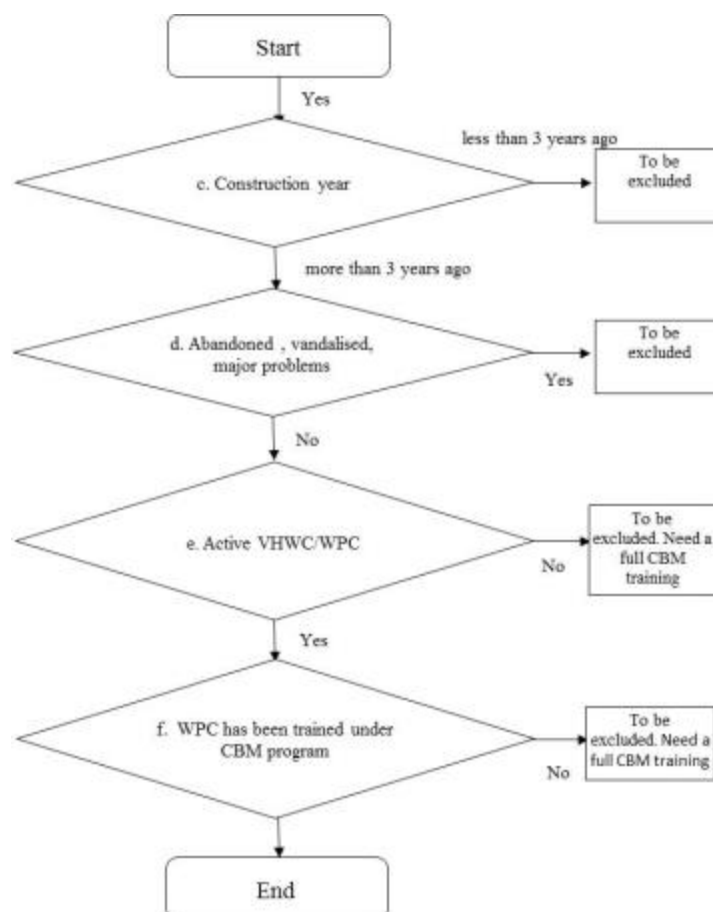 Start
Yes
less than 3 years ago
c. Construction year
To be
excluded
more than 3 years ago
d. Abandoned , vandalised,
major problems
To be
excluded
Yes
No
e. Active VHWC/WPC
To be
excluded. Need a
full CBM
training
No
Yes
f. WPC has been trained under
CBM program
To be
excluded. Need a
full CBM training
No
End